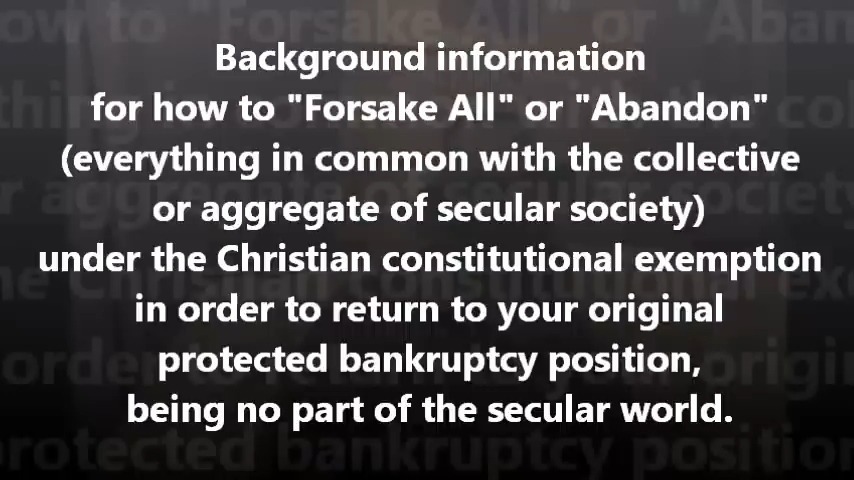 Background information
for how to "Forsake All" or "Abandon"
(everything in common with the collective
or aggregate of secular society)
under the Christian constitutional exemption
in order to return to your original
protected bankruptcy position,
being no part of the secular world.